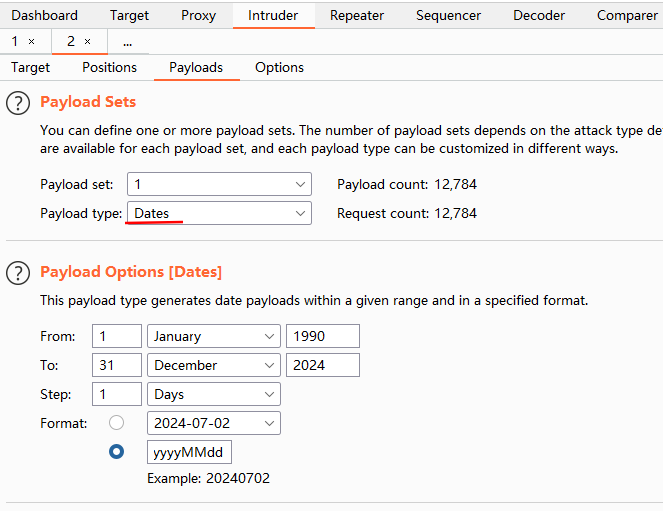 Dashboard Target Proxy Intruder Repeater Sequencer Decoder Comparer
1 × 2 × ...
Target Positions Payloads Options
? Payload Sets
You can define one or more payload sets. The number of payload sets depends on the attack type de
are available for each payload set, and each payload type can be customized in different ways.
Payload set: 1 Payload count: 12,784
Payload type: Dates Request count: 12,784
? Payload Options [Dates]
This payload type generates date payloads within a given range and in a specified format.
From: 1 January 1990
To: 31 December 2024
Step: 1 Days
Format: 2024-07-02
yyyyMMdd
Example: 20240702